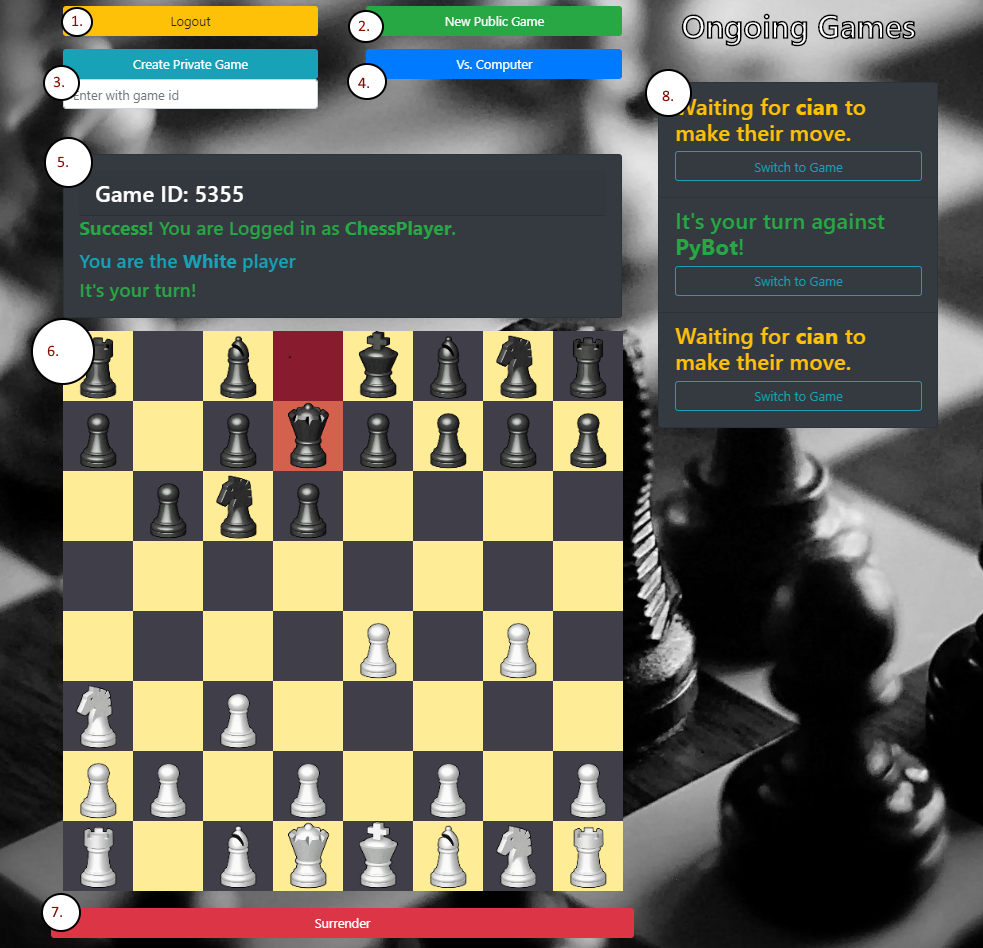 1.
Logout
2.
New Public Game
Ongoing Games
3.
Create Private Game
Enter with game id
4.
Vs. Computer
5.
Game ID: 5355
Success! You are Logged in as ChessPlayer.
You are the White player
It's your turn!
6.
7.
Surrender
8.
Waiting for cian to
make their move.
Switch to Game
It's your turn against
PyBot!
Switch to Game
Waiting for cian to
make their move.
Switch to Game